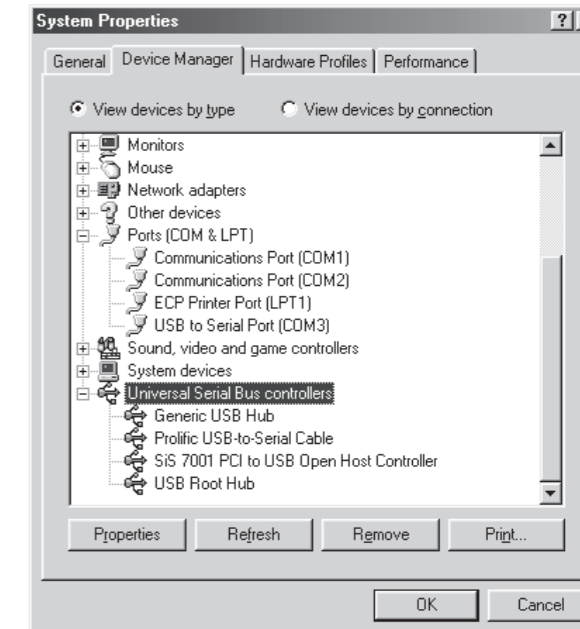 System Properties
?
General Device Manager Hardware Profiles Performance
View devices by type View devices by connection
Monitors
Mouse
Network adapters
Other devices
Ports (COM & LPT)
Communications Port (COM1)
Communications Port (COM2)
ECP Printer Port (LPT1)
USB to Serial Port (COM3)
Sound, video and game controllers
System devices
Universal Serial Bus controllers
Generic USB Hub
Prolific USB-to-Serial Cable
SiS 7001 PCI to USB Open Host Controller
USB Root Hub
Properties Refresh Remove Print...
OK Cancel